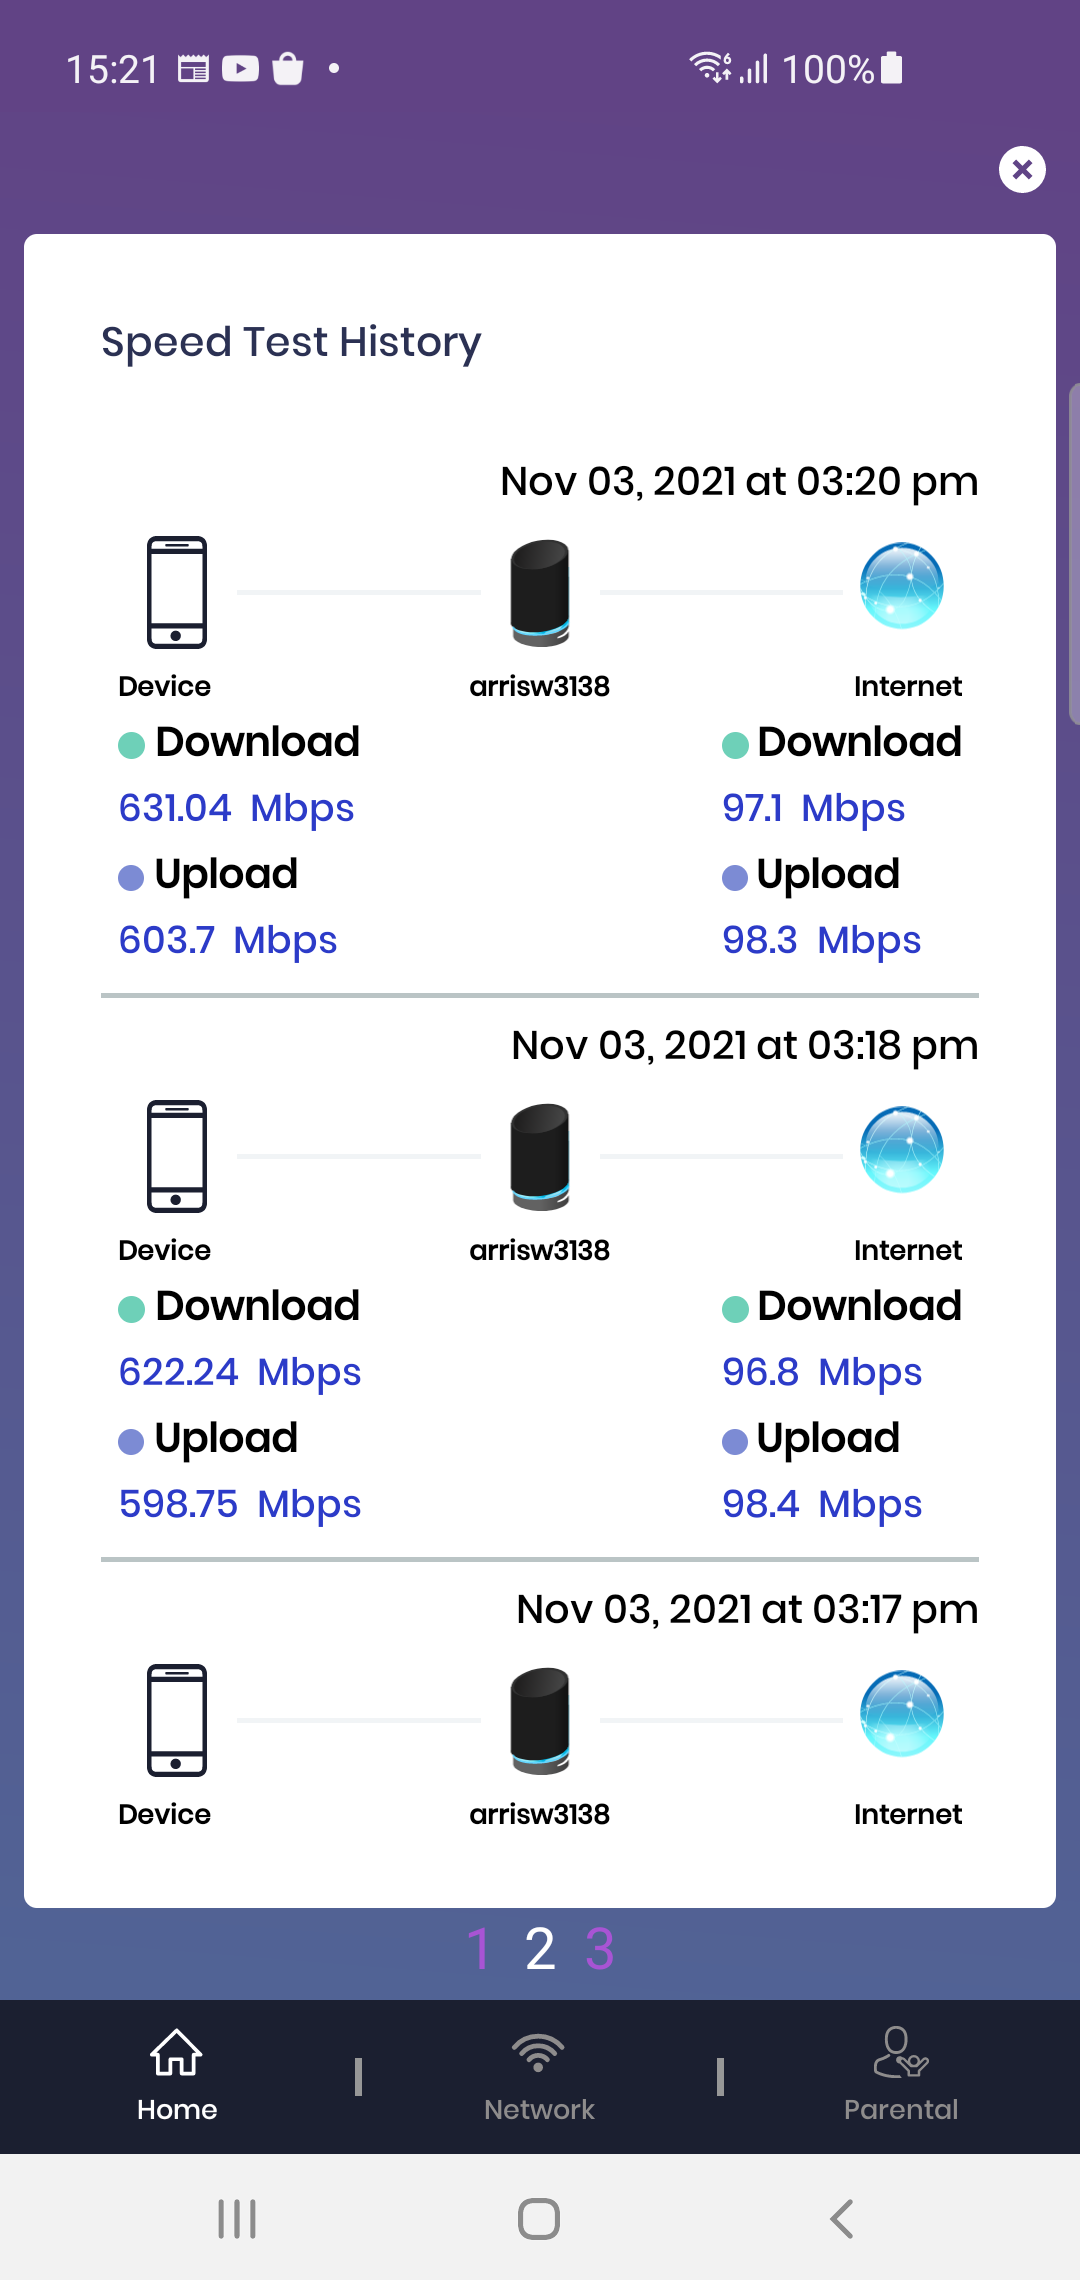 15:21 100%
Speed Test History
Nov 03, 2021 at 03:20 pm
Device arrisw3138 Internet
Download Download
631.04 Mbps 97.1 Mbps
Upload Upload
603.7 Mbps 98.3 Mbps
Nov 03, 2021 at 03:18 pm
Device arrisw3138 Internet
Download Download
622.24 Mbps 96.8 Mbps
Upload Upload
598.75 Mbps 98.4 Mbps
Nov 03, 2021 at 03:17 pm
Device arrisw3138 Internet
1 2 3
Home Network Parental